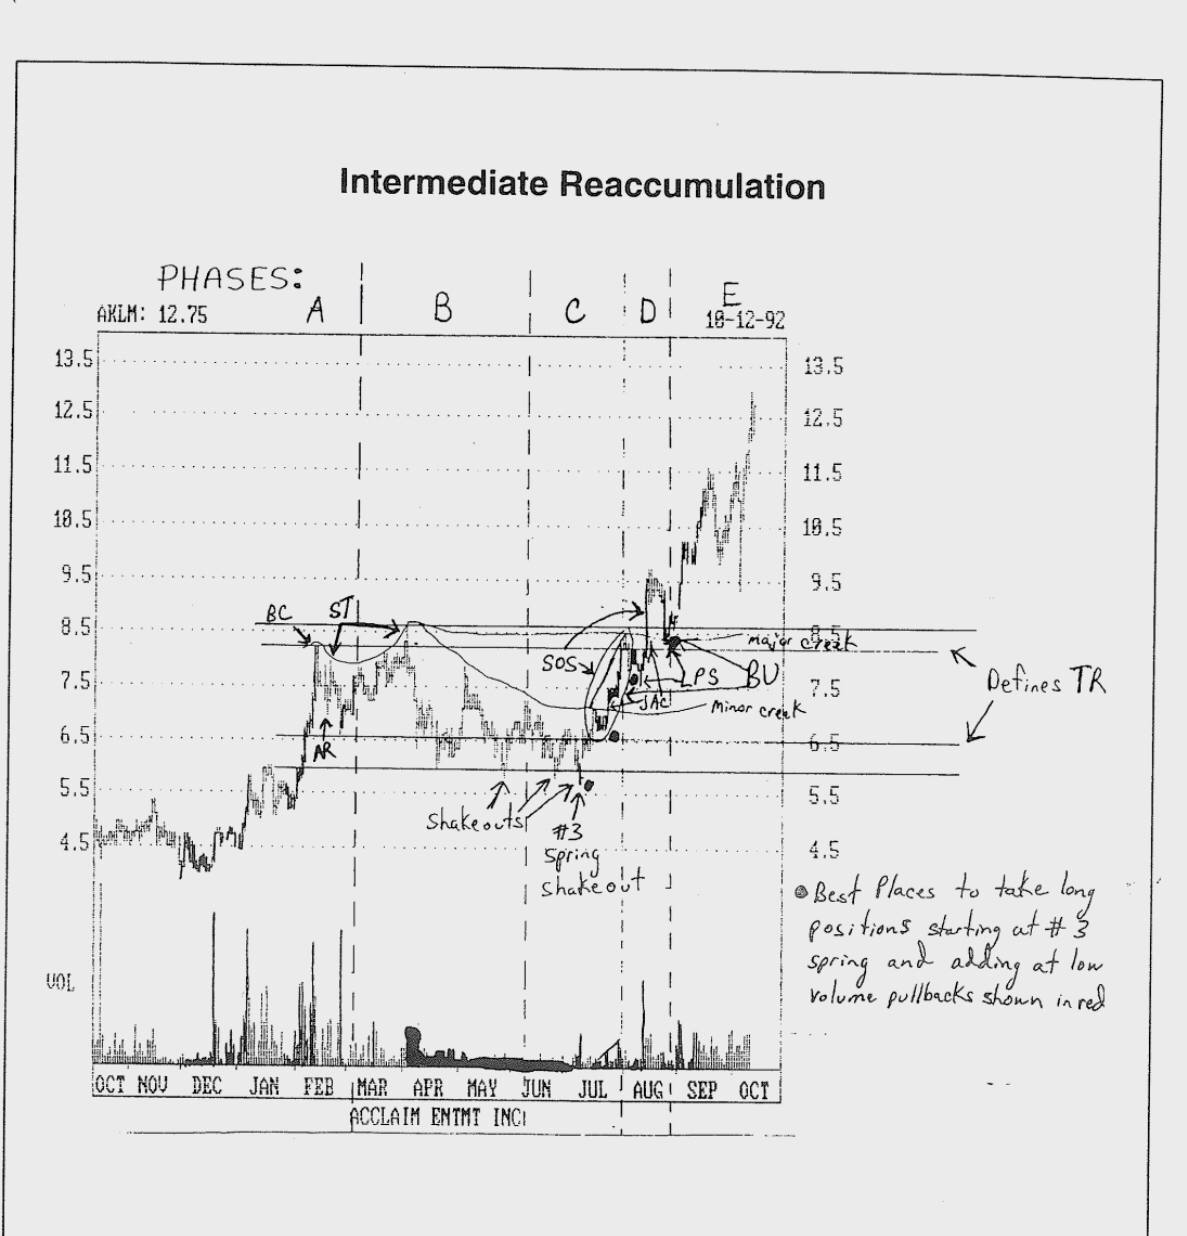 Intermediate Reaccumulation
PHASES:
A
B
C
D
E
AKLM: 12.75
10-12-92
13.5
13.5
12.5
12.5
11.5
11.5
10.5
10.5
9.5
9.5
8.5
8.5
7.5
7.5
6.5
6.5
5.5
5.5
4.5
4.5
BC
ST
AR
SOS
major creek
LPS
BU
JAC
Minor creek
Defines TR
Shakeouts
#3
Spring
Shakeout
Best Places to take long
positions starting at #3
spring and adding at low
volume pullbacks shown in red
VOL
OCT NOV DEC JAN FEB MAR APR MAY JUN JUL AUG SEP OCT
ACCLAIM ENTMT INC